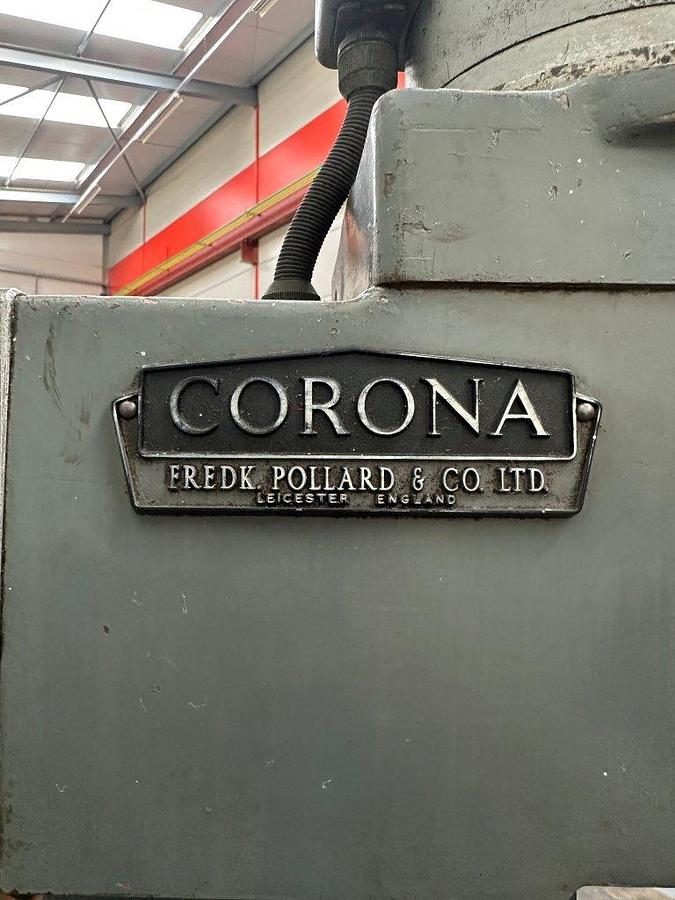 CORONA
FREDK. POLLARD & CO. LTD.
LEICESTER ENGLAND